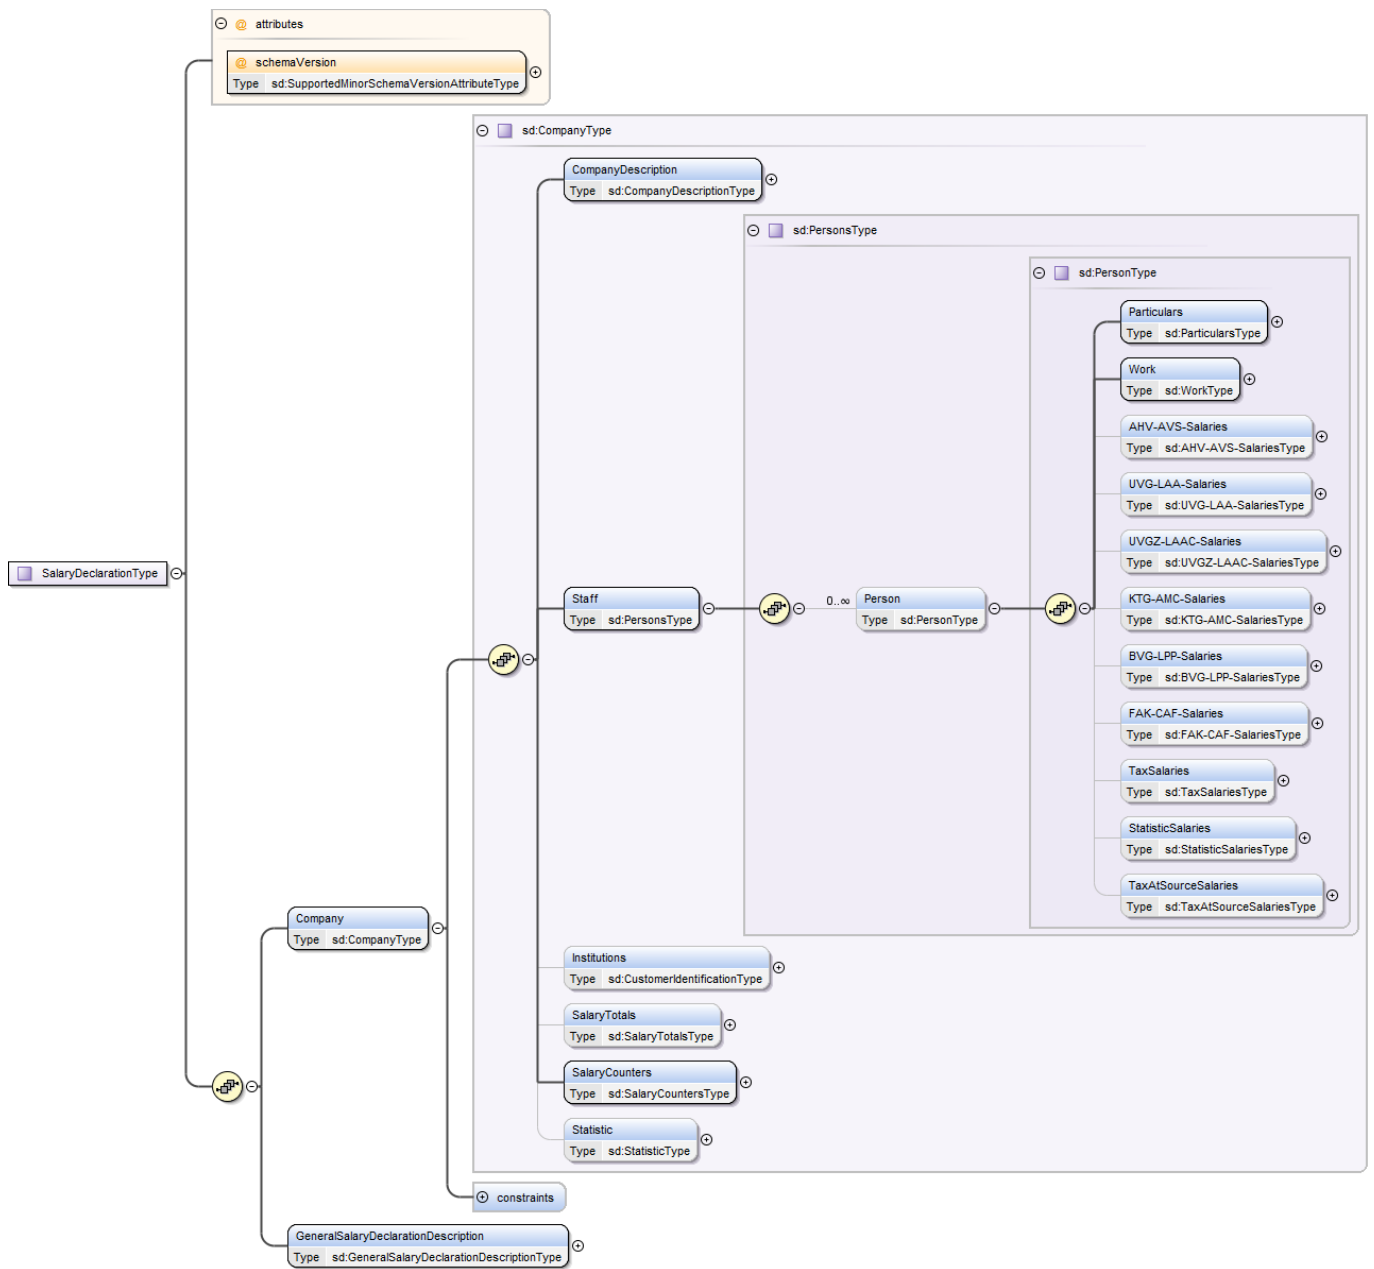 attributes
@ schemaVersion
Type sd:SupportedMinorSchemaVersionAttributeType
sd:CompanyType
CompanyDescription
Type sd:CompanyDescriptionType
sd:PersonsType
sd:PersonType
Particulars
Type sd:ParticularsType
Work
Type sd:WorkType
AHV-AVS-Salaries
Type sd:AHV-AVS-SalariesType
UVG-LAA-Salaries
Type sd:UVG-LAA-SalariesType
UVGZ-LAAC-Salaries
Type sd:UVGZ-LAAC-SalariesType
SalaryDeclarationType
Staff
Type sd:PersonsType
0..∞
Person
Type sd:PersonType
KTG-AMC-Salaries
Type sd:KTG-AMC-SalariesType
BVG-LPP-Salaries
Type sd:BVG-LPP-SalariesType
FAK-CAF-Salaries
Type sd:FAK-CAF-SalariesType
TaxSalaries
Type sd:TaxSalariesType
StatisticSalaries
Type sd:StatisticSalariesType
TaxAtSourceSalaries
Type sd:TaxAtSourceSalariesType
Company
Type sd:CompanyType
Institutions
Type sd:CustomerIdentificationType
SalaryTotals
Type sd:SalaryTotalsType
SalaryCounters
Type sd:SalaryCountersType
Statistic
Type sd:StatisticType
constraints
GeneralSalaryDeclarationDescription
Type sd:GeneralSalaryDeclarationDescriptionType